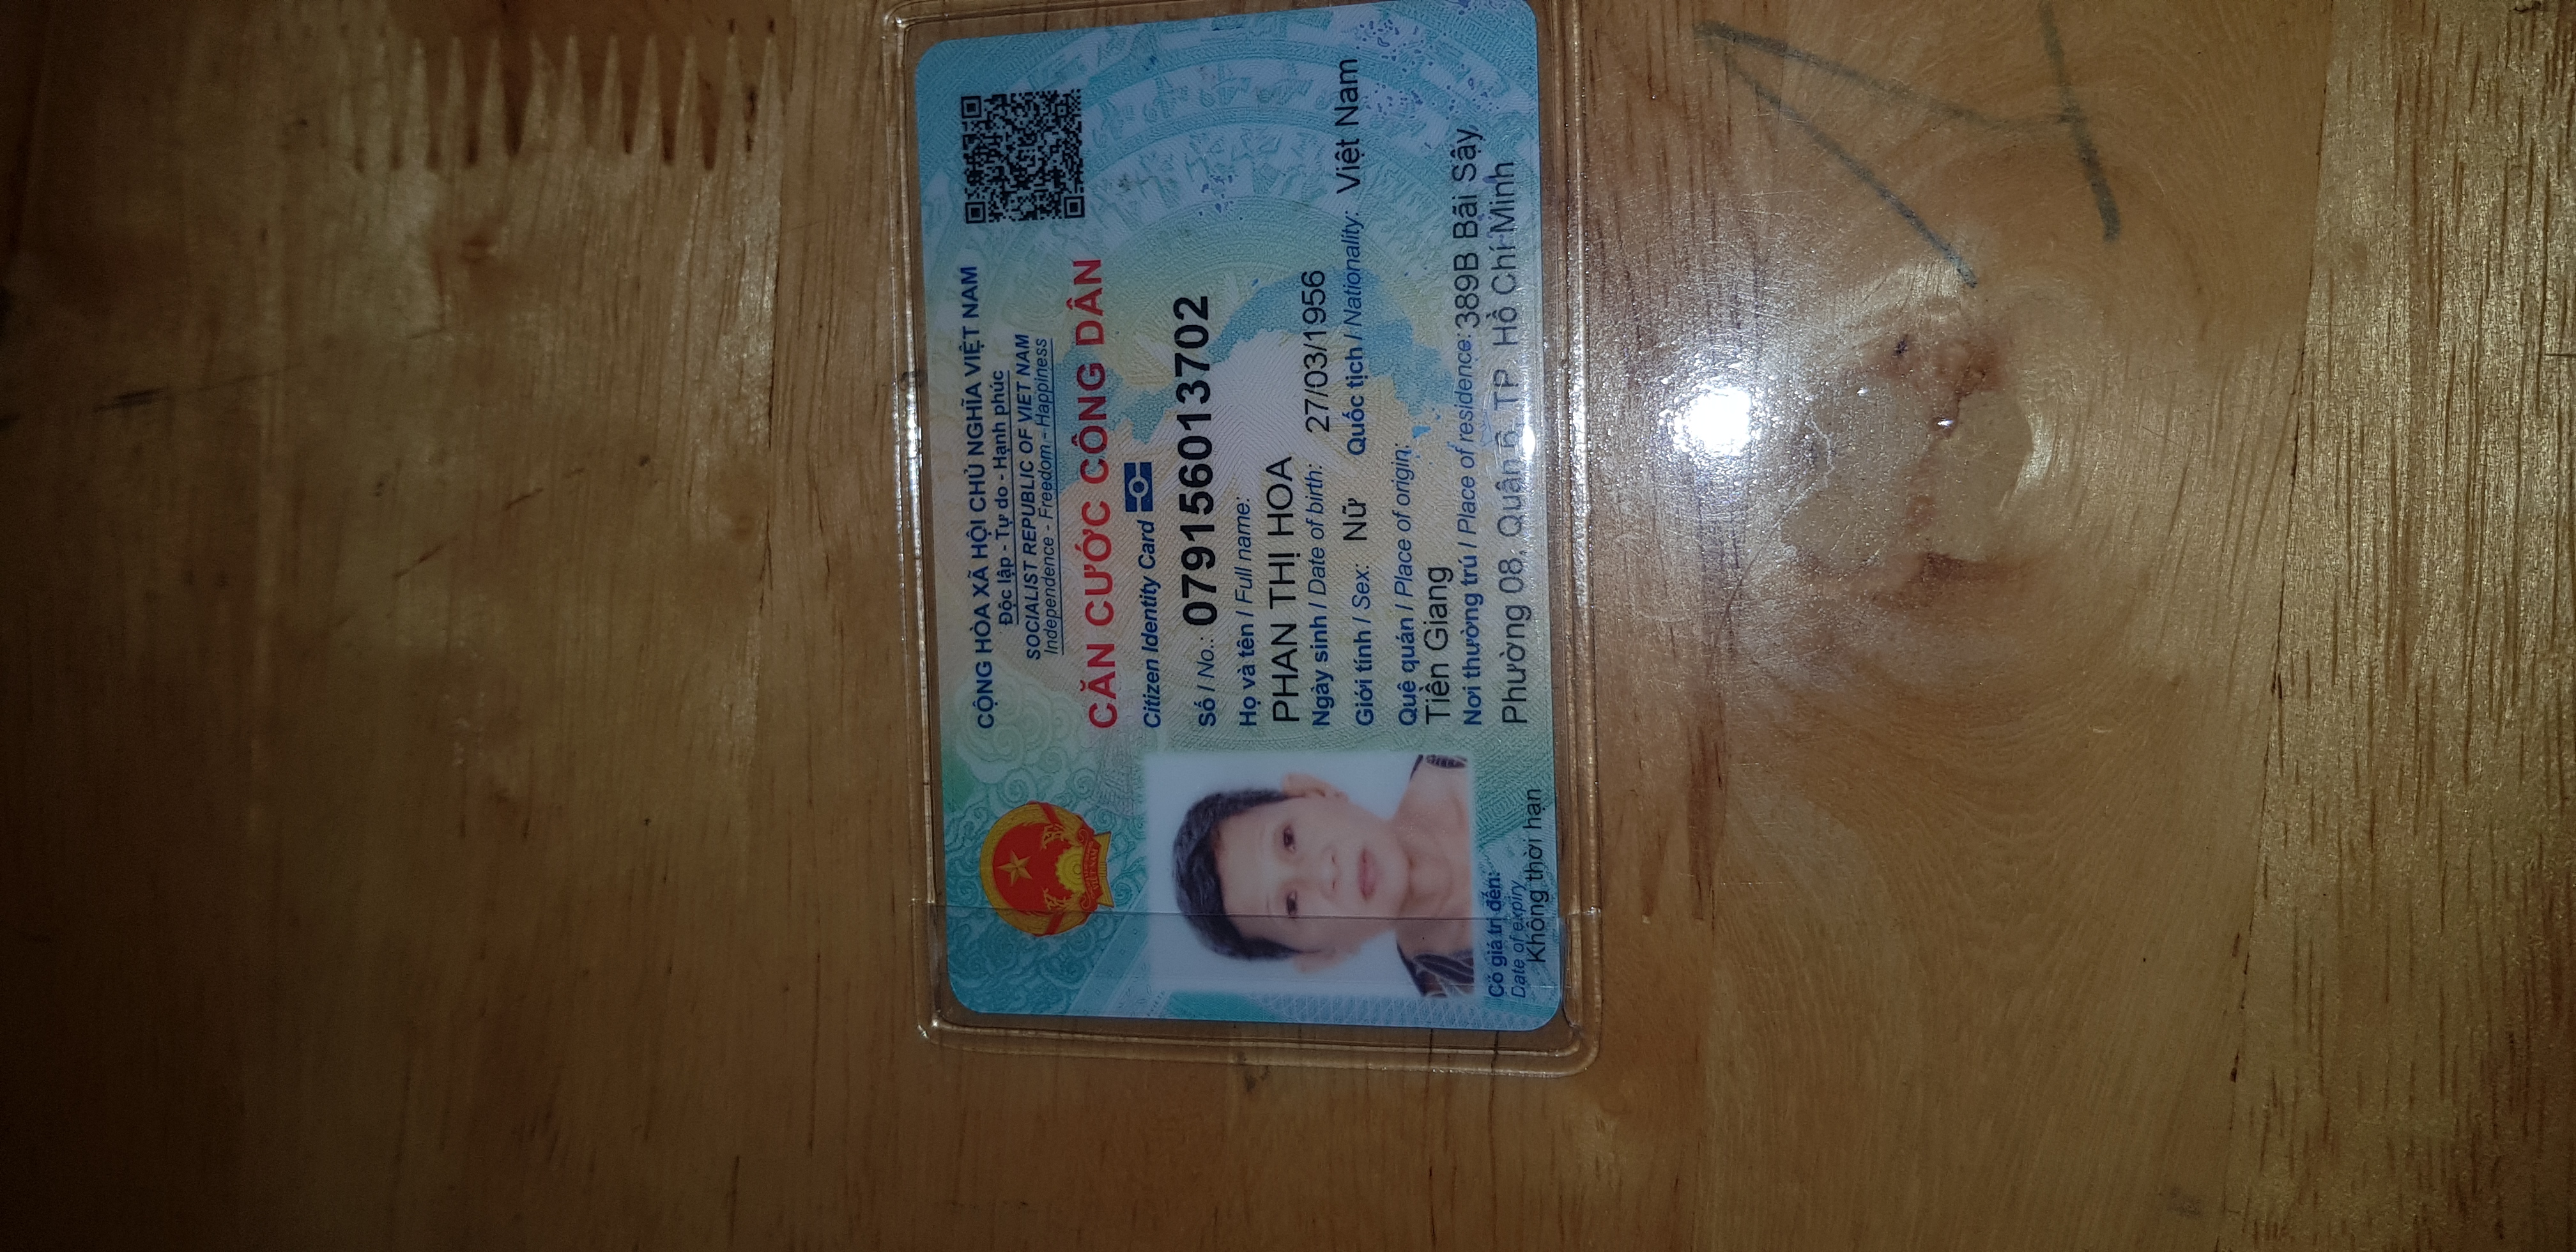 CỘNG HÒA XÃ HỘI CHỦ NGHĨA VIỆT NAM
Độc lập - Tự do - Hạnh phúc
SOCIALIST REPUBLIC OF VIET NAM
Independence - Freedom - Happiness
CĂN CƯỚC CÔNG DÂN
Citizen Identity Card
Số / No.: 079156013702
Họ và tên / Full name:
PHAN THỊ HOA
Ngày sinh / Date of birth: 27/03/1956
Giới tính / Sex: Nữ Quốc tịch / Nationality: Việt Nam
Quê quán / Place of origin:
Tiền Giang
Nơi thường trú / Place of residence: 389B Bãi Sậy,
Phường 08, Quận TP. Hồ Chí Minh
Có giá trị đến:
Date of expiry
Không thời hạn